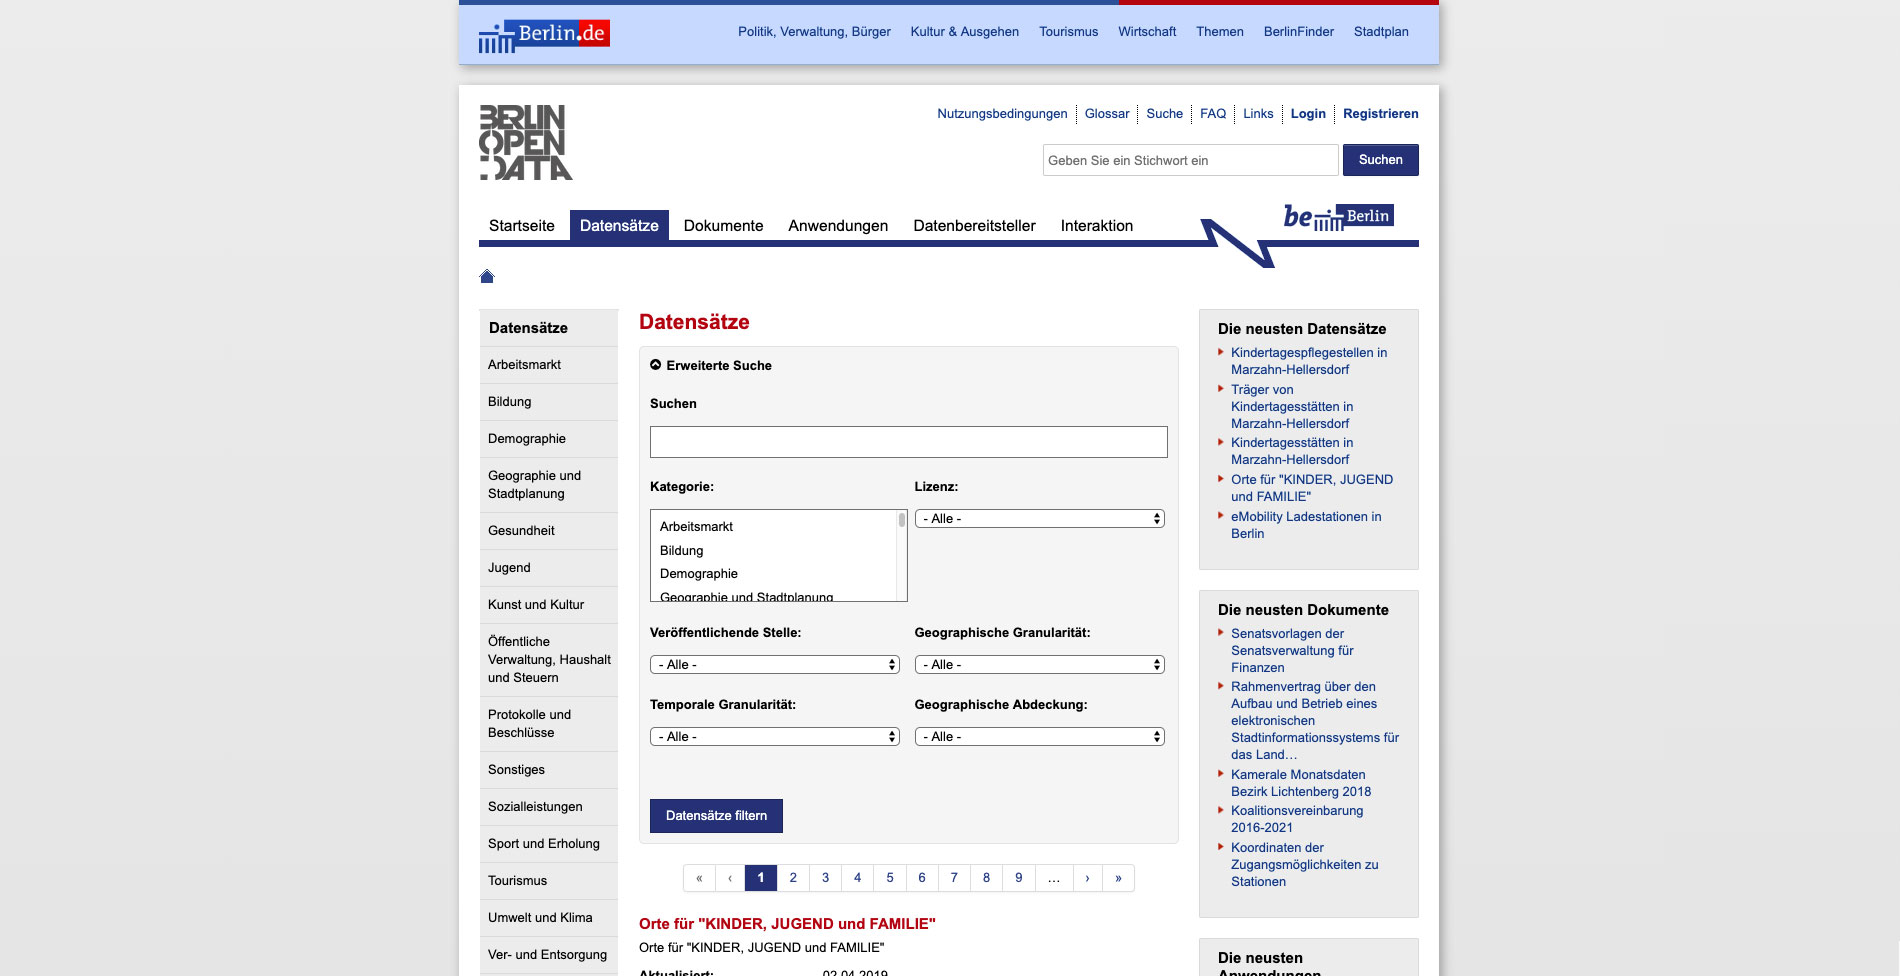 Berlin.de
Politik, Verwaltung, Bürger
Kultur & Ausgehen
Tourismus
Wirtschaft
Themen
BerlinFinder
Stadtplan
BERLIN
OPEN
DATA
Nutzungsbedingungen
Glossar
Suche
FAQ
Links
Login
Registrieren
Geben Sie ein Stichwort ein
Suchen
Startseite
Datensätze
Dokumente
Anwendungen
Datenbereitsteller
Interaktion
be Berlin
Datensätze
Arbeitsmarkt
Bildung
Demographie
Geographie und
Stadtplanung
Gesundheit
Jugend
Kunst und Kultur
Öffentliche
Verwaltung, Haushalt
und Steuern
Protokolle und
Beschlüsse
Sonstiges
Sozialleistungen
Sport und Erholung
Tourismus
Umwelt und Klima
Ver- und Entsorgung
Datensätze
Erweiterte Suche
Suchen
Kategorie:
Arbeitsmarkt
Bildung
Demographie
Geographie und Stadtplanung
Lizenz:
- Alle -
Veröffentlichende Stelle:
- Alle -
Geographische Granularität:
- Alle -
Temporale Granularität:
- Alle -
Geographische Abdeckung:
- Alle -
Datensätze filtern
« ‹ 1 2 3 4 5 6 7 8 9 … › »
Orte für "KINDER, JUGEND und FAMILIE"
Orte für "KINDER, JUGEND und FAMILIE"
Aktualisiert: 02.04.2019
Die neusten Datensätze
Kindertagespflegestellen in
Marzahn-Hellersdorf
Träger von
Kindertagesstätten in
Marzahn-Hellersdorf
Kindertagesstätten in
Marzahn-Hellersdorf
Orte für "KINDER, JUGEND
und FAMILIE"
eMobility Ladestationen in
Berlin
Die neusten Dokumente
Senatsvorlagen der
Senatsverwaltung für
Finanzen
Rahmenvertrag über den
Aufbau und Betrieb eines
elektronischen
Stadtinformationssystems für
das Land…
Kamerale Monatsdaten
Bezirk Lichtenberg 2018
Koalitionsvereinbarung
2016-2021
Koordinaten der
Zugangsmöglichkeiten zu
Stationen
Die neusten
Anwendungen